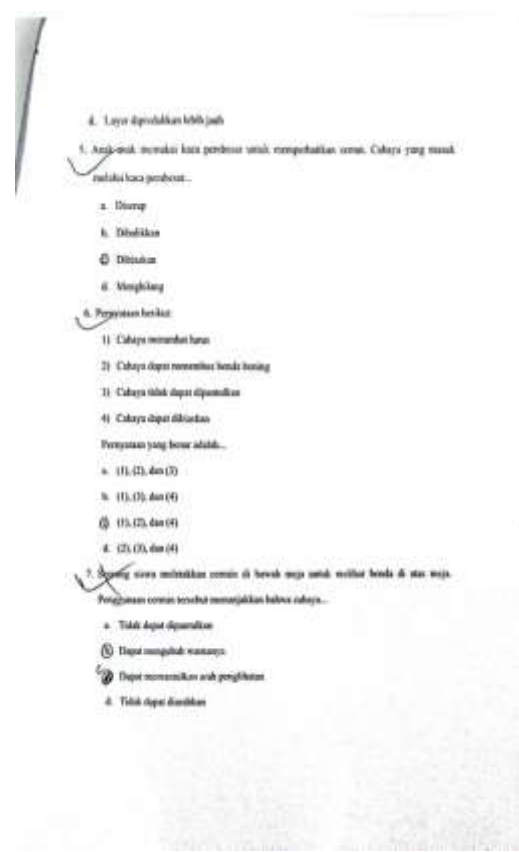 d. Layar dipindahkan lebih jauh
5. Anak-anak memakai kaca pembesar untuk memperhatikan semut. Cahaya yang masuk
melalui kaca pembesar...
a. Diserap
b. Dibalikkan
c. Dibiaskan
d. Menghilang
6. Pernyataan berikut:
1) Cahaya merambat lurus
2) Cahaya dapat menembus benda bening
3) Cahaya tidak dapat dipantulkan
4) Cahaya dapat dibiaskan
Pernyataan yang benar adalah...
a. (1), (2), dan (3)
b. (1), (3), dan (4)
c. (1), (2), dan (4)
d. (2), (3), dan (4)
7. Seorang siswa meletakkan cermin di bawah meja untuk melihat benda di atas meja.
Penggunaan cermin tersebut menunjukkan bahwa cahaya...
a. Tidak dapat dipantulkan
b. Dapat mengubah warnanya
Dapat memantulkan arah penglihatan
d. Tidak dapat diarahkan